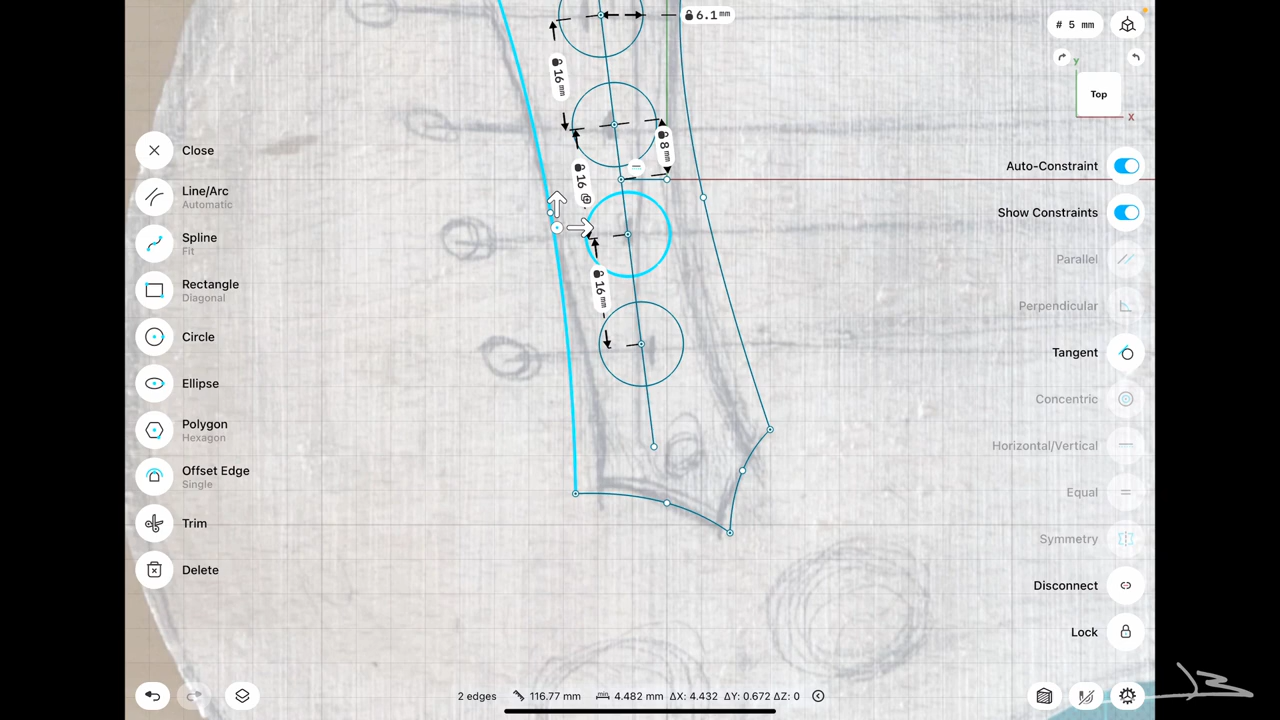 6.1 mm
# 5 mm
16 mm
y
Top
x
8 mm
16
16 mm
Close
Line/Arc
Automatic
Spline
Fit
Rectangle
Diagonal
Circle
Ellipse
Polygon
Hexagon
Offset Edge
Single
Trim
Delete
Auto-Constraint
Show Constraints
Parallel
Perpendicular
Tangent
Concentric
Horizontal/Vertical
Equal
Symmetry
Disconnect
Lock
2 edges 116.77 mm min 4.482 mm ΔX: 4.432 ΔY: 0.672 ΔZ: 0